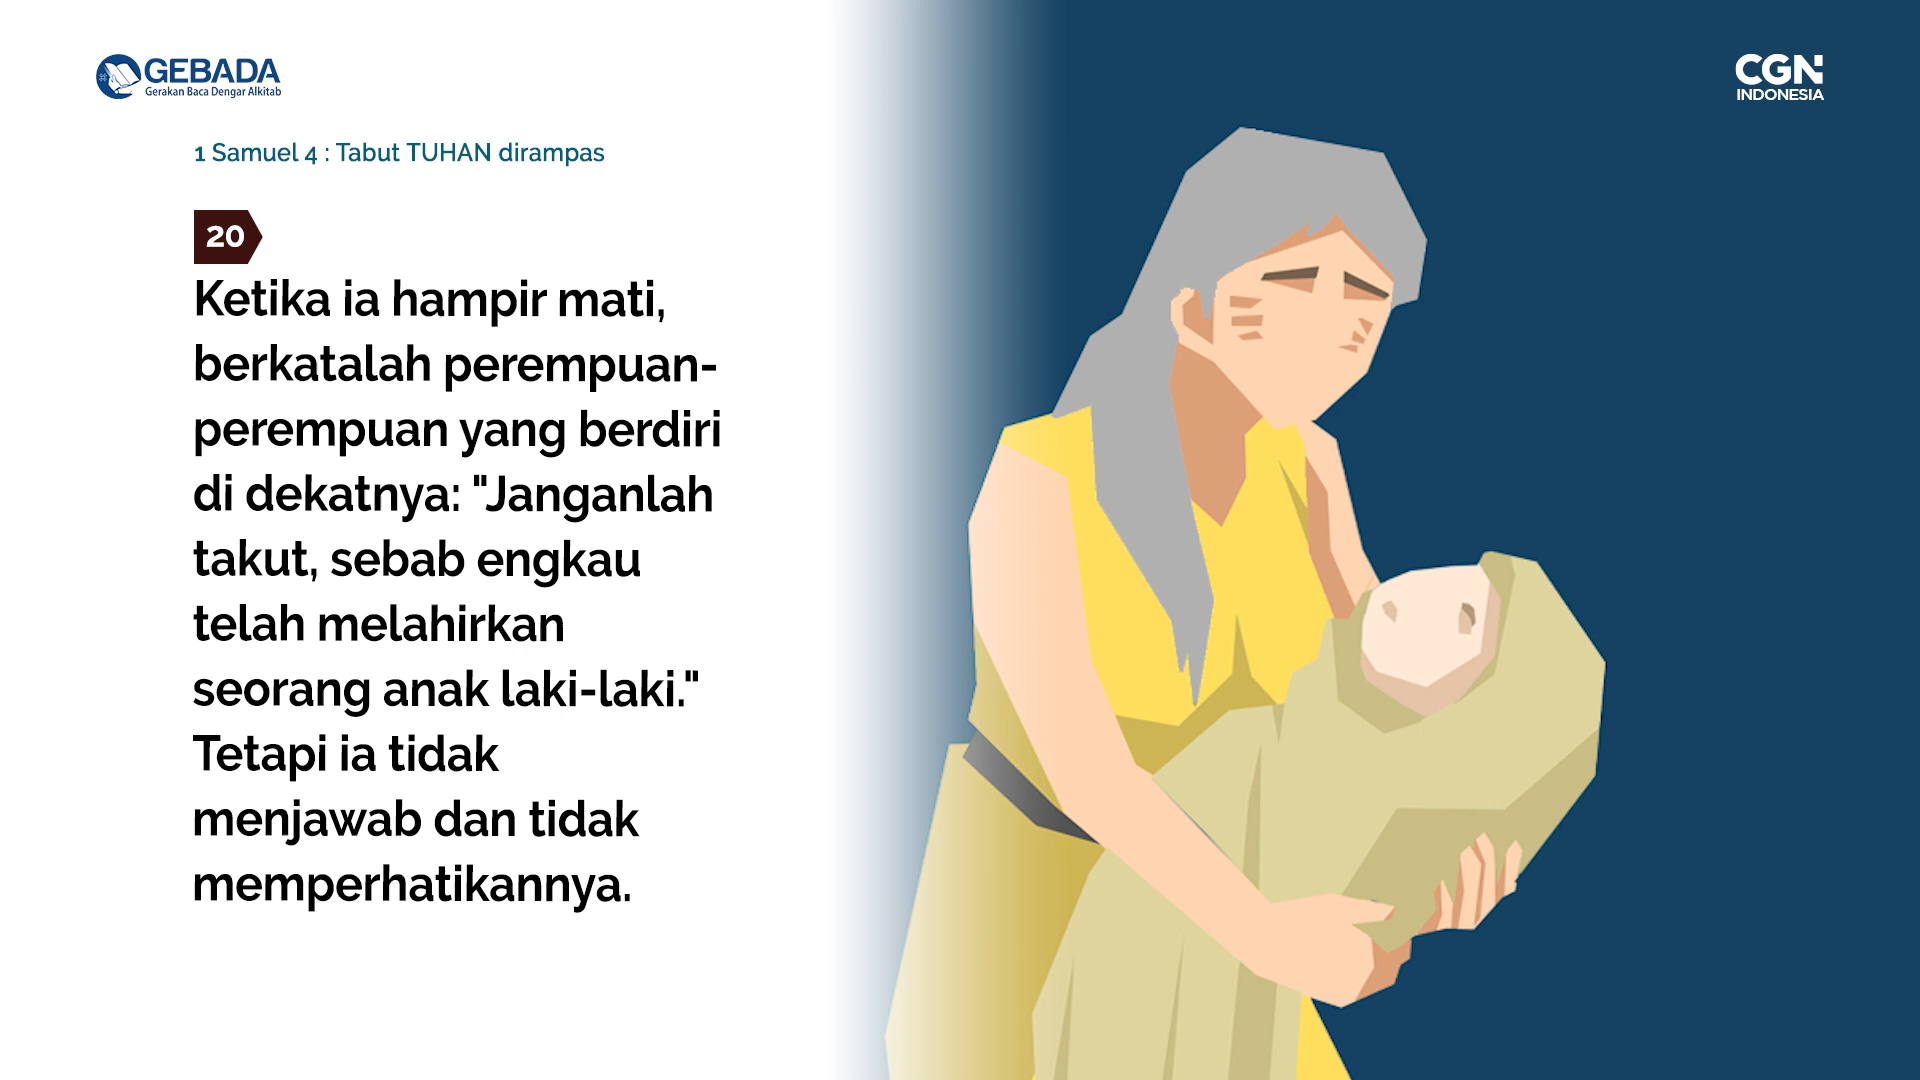 GEBADA
Gerakan Baca Dengar Alkitab
CGN
INDONESIA
1 Samuel 4 : Tabut TUHAN dirampas
20
Ketika ia hampir mati,
berkatalah perempuan-
perempuan yang berdiri
di dekatnya: "Janganlah
takut, sebab engkau
telah melahirkan
seorang anak laki-laki."
Tetapi ia tidak
menjawab dan tidak
memperhatikannya.